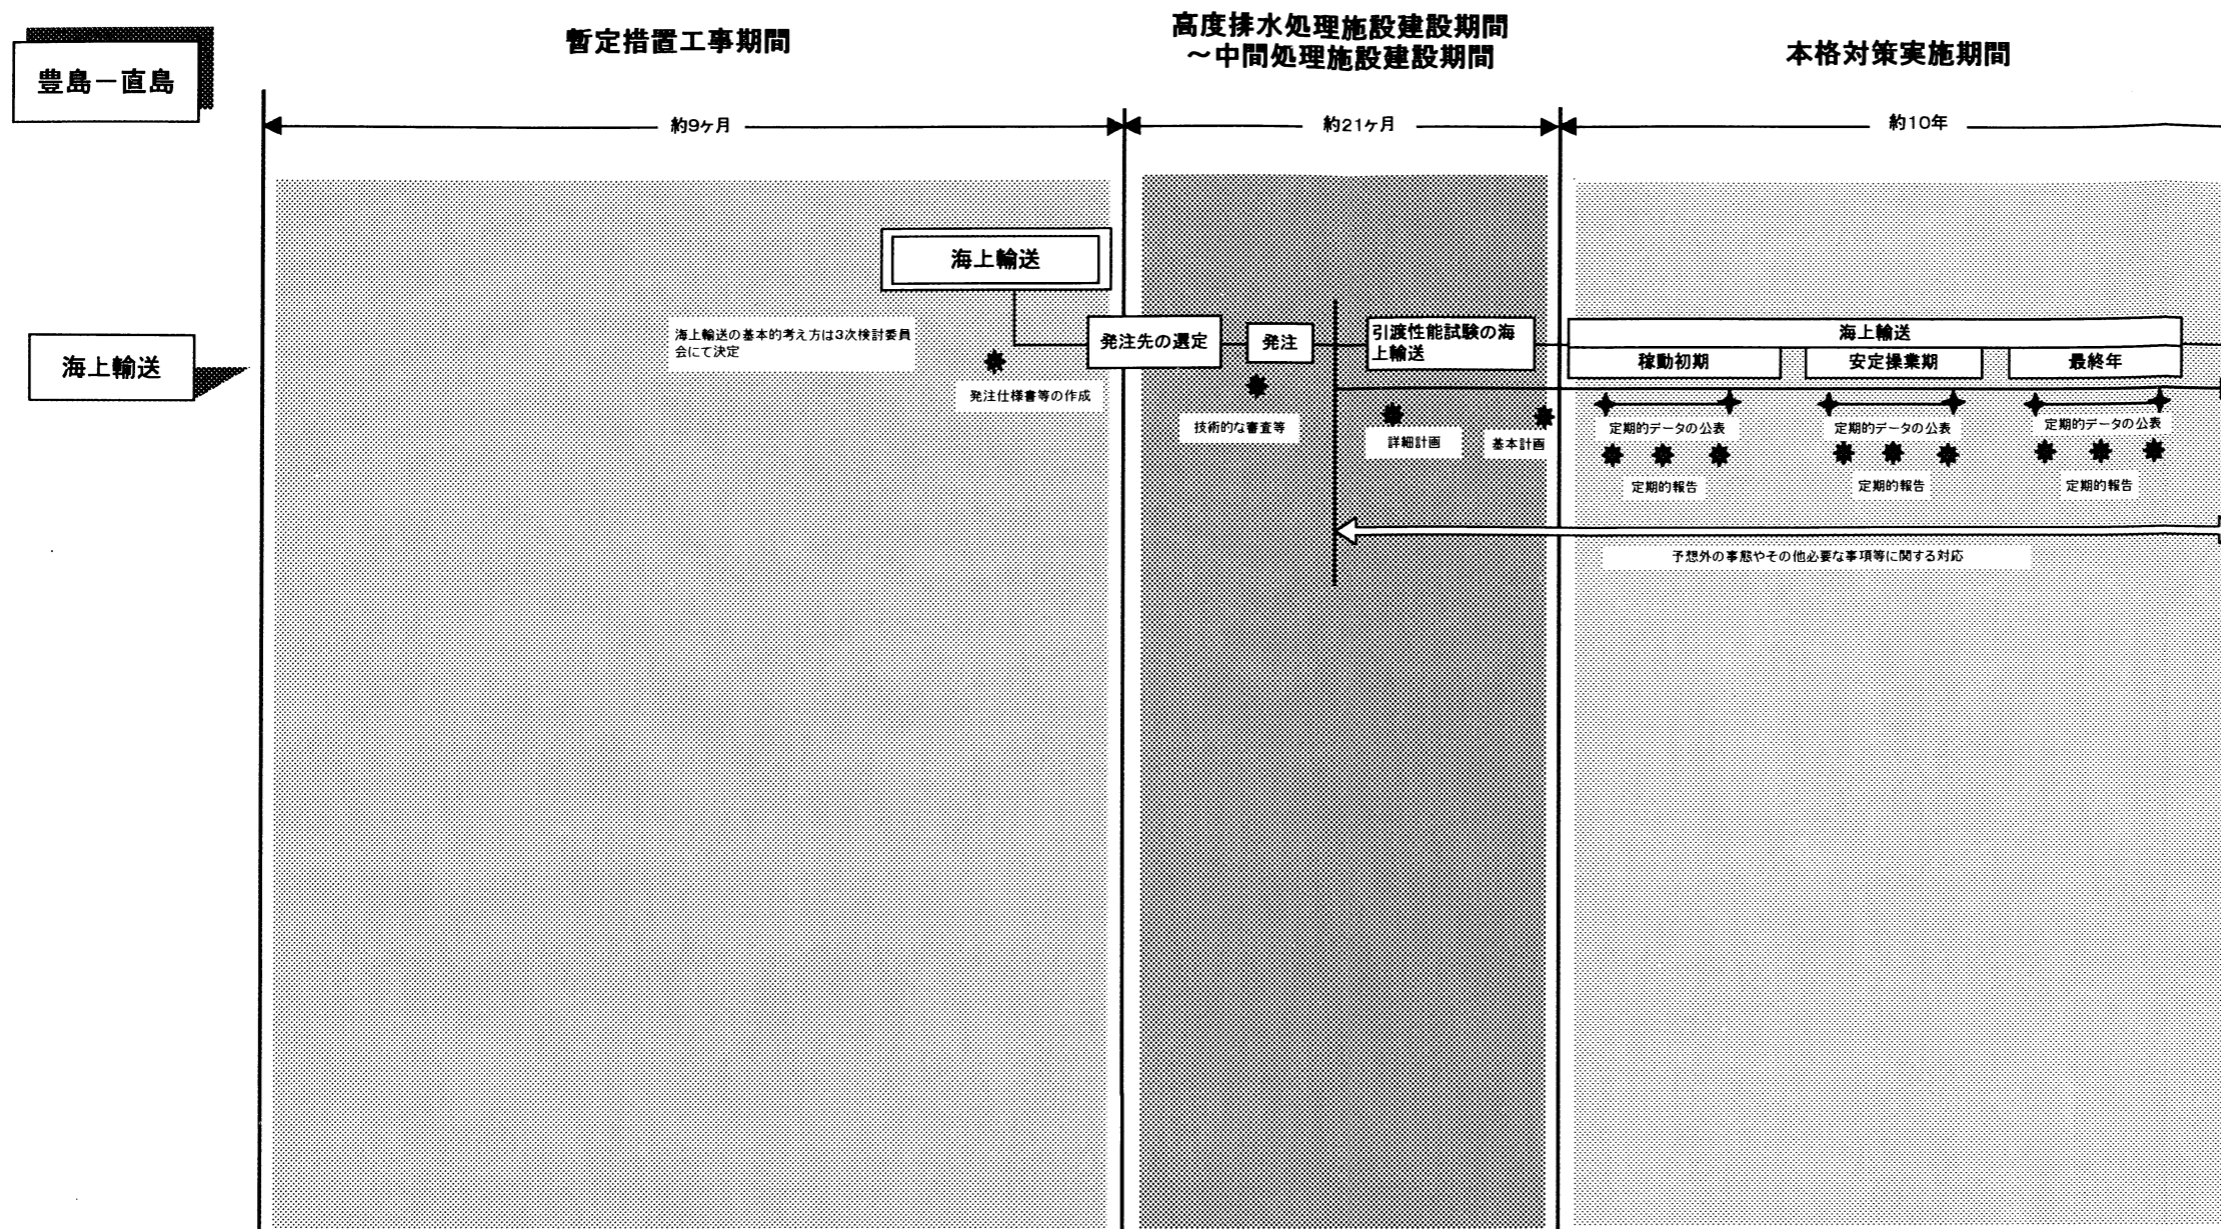 豊島－直島
暫定措置工事期間
高度排水処理施設建設期間
～中間処理施設建設期間
本格対策実施期間
約9ヶ月
約21ヶ月
約10年
海上輸送
海上輸送
海上輸送の基本的考え方は3次検討委員
会にて決定
発注仕様書等の作成
発注先の選定
発注
技術的な審査等
引渡性能試験の海
上輸送
詳細計画
基本計画
海上輸送
稼動初期
安定操業期
最終年
定期的データの公表
定期的データの公表
定期的データの公表
定期的報告
定期的報告
定期的報告
予想外の事態やその他必要な事項等に関する対応